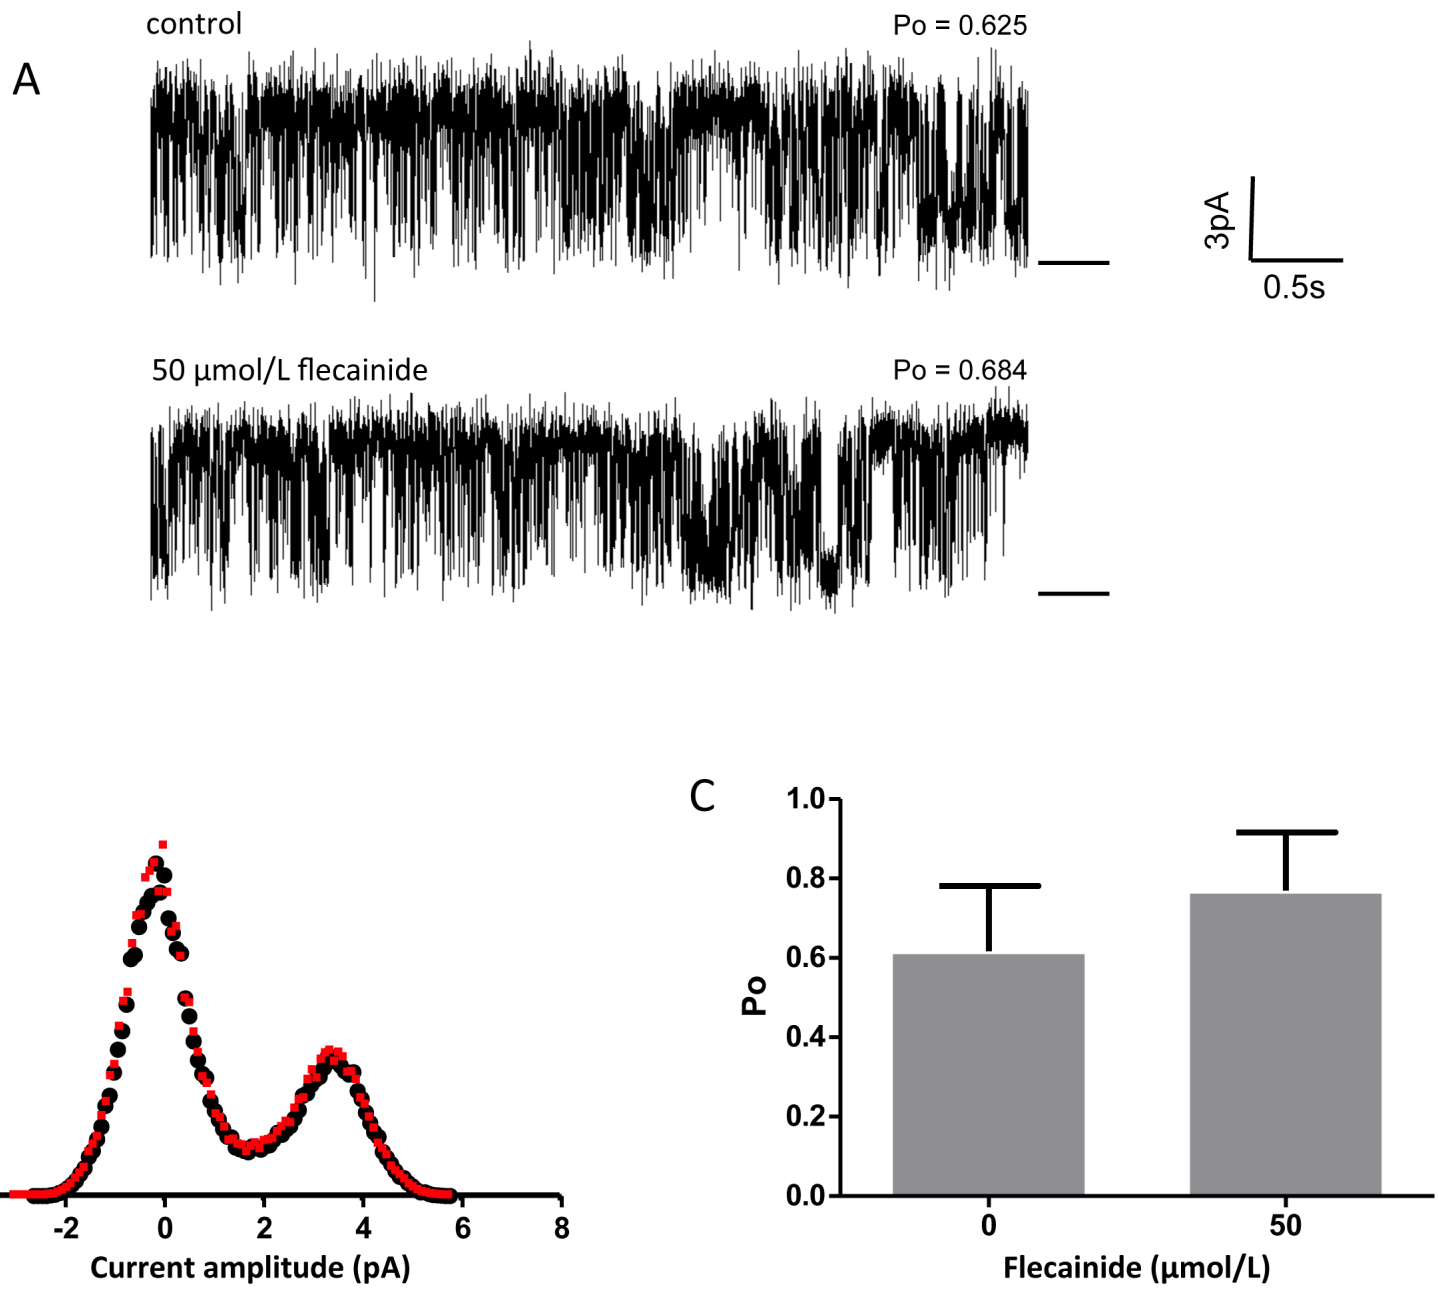 control
Po = 0.625
A
3pA
0.5s
50 µmol/L flecainide
Po = 0.684
C
1.0
0.8
0.6
0.4
0.2
0.0
Po
0 50
Flecainide (µmol/L)
-2 0 2 4 6 8
Current amplitude (pA)